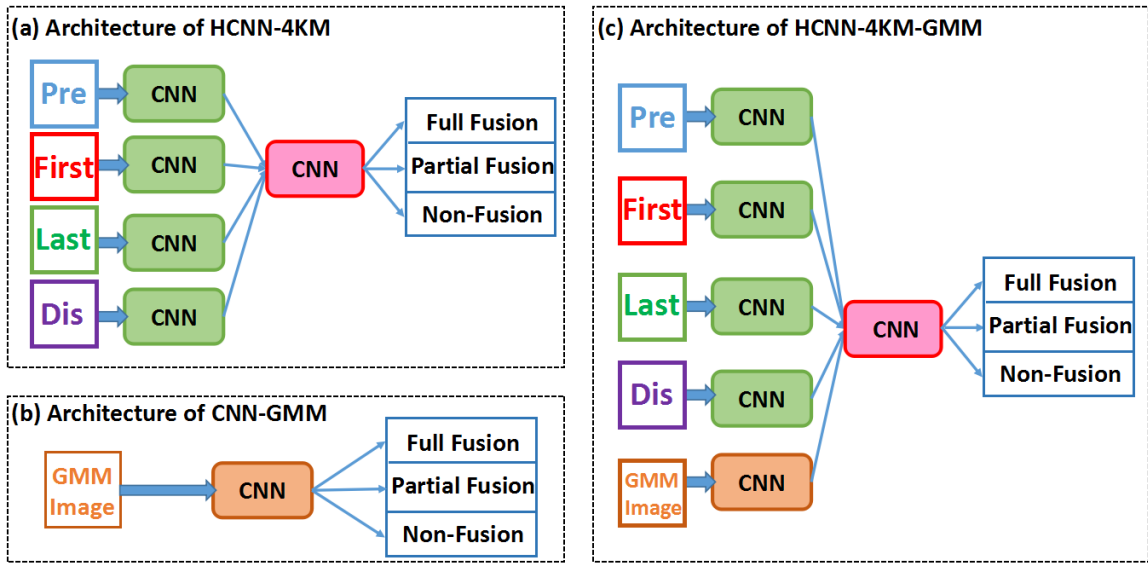 (a) Architecture of HCNN-4KM
Pre
CNN
First
CNN
Last
CNN
Dis
CNN
CNN
Full Fusion
Partial Fusion
Non-Fusion
(b) Architecture of CNN-GMM
GMM
Image
CNN
Full Fusion
Partial Fusion
Non-Fusion
(c) Architecture of HCNN-4KM-GMM
Pre
CNN
First
CNN
Last
CNN
Dis
CNN
GMM
Image
CNN
CNN
Full Fusion
Partial Fusion
Non-Fusion